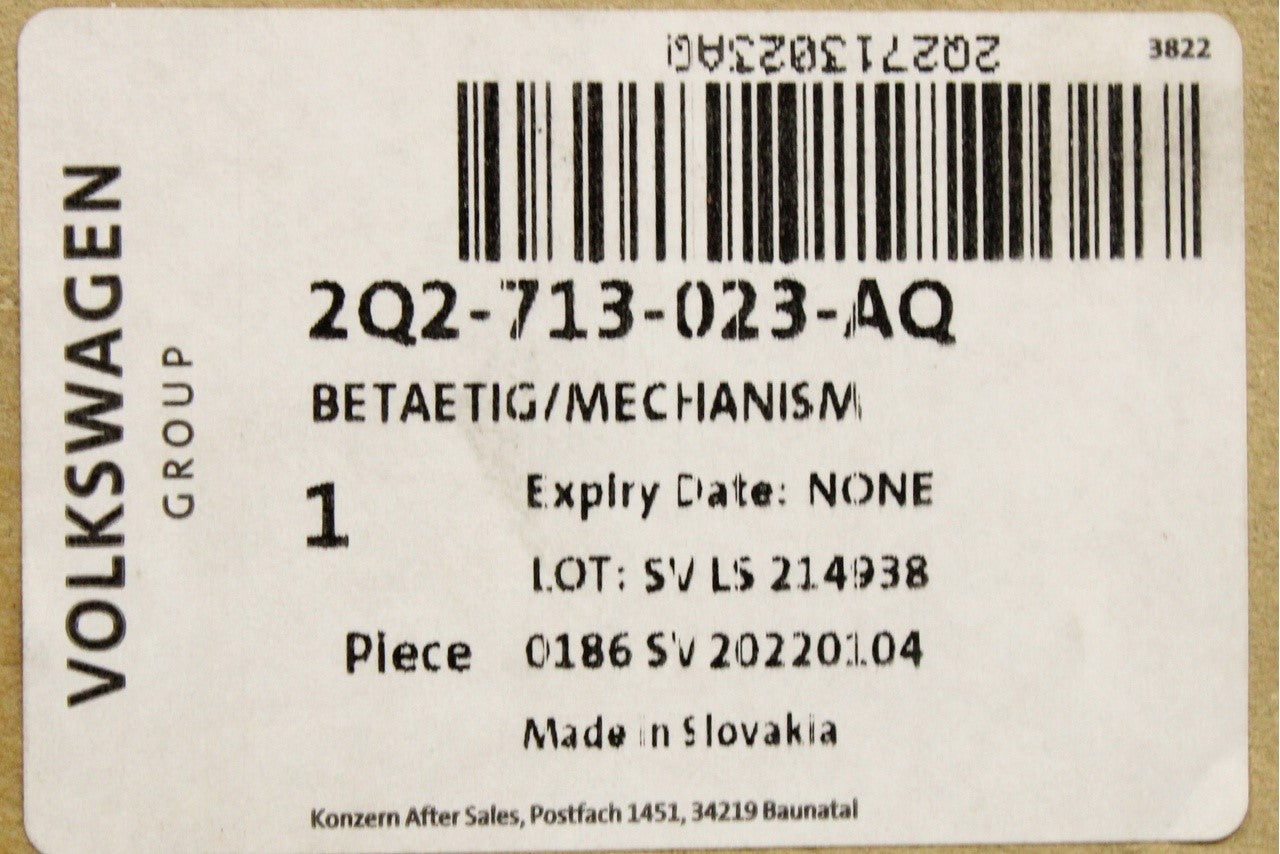 2Q2713023AQ
3822
2Q2-713-023-AQ
BETAETIG/MECHANISM
1
Expiry Date: NONE
LOT: SV LS 214938
Piece
0186 SV 20220104
Made in Slovakia
Konzern After Sales, Postfach 1451, 34219 Baunatal
VOLKSWAGEN
GROUP